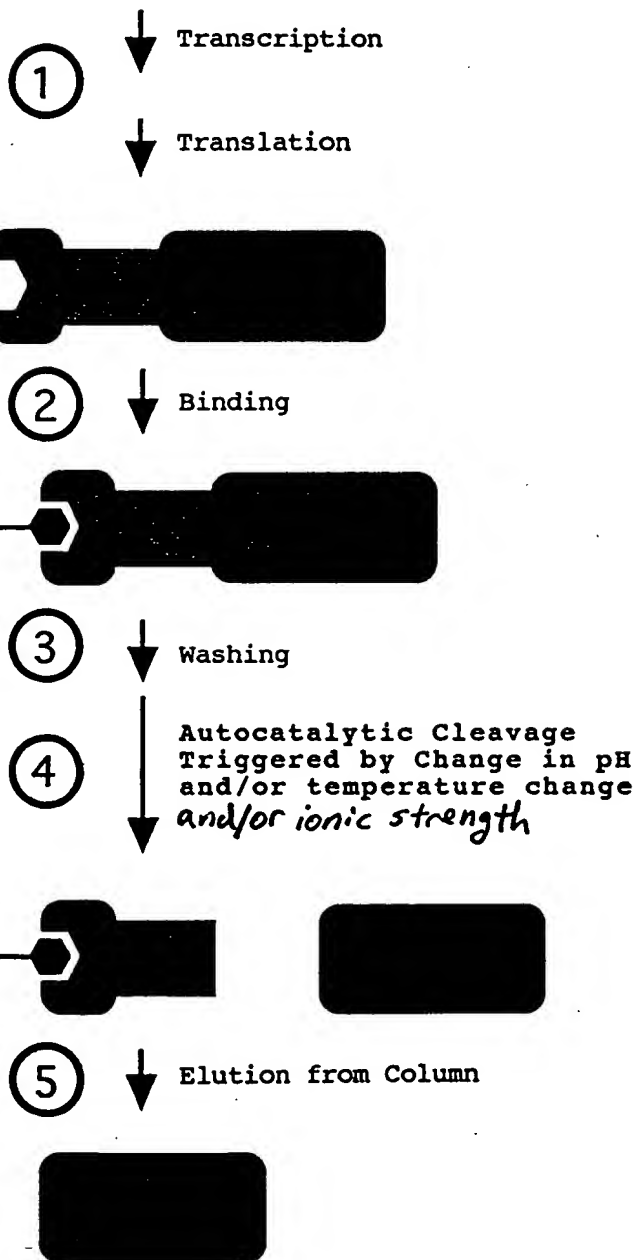 Transcription
1
Translation
2
Binding
3
Washing
4
Autocatalytic Cleavage
Triggered by Change in pH
and/or temperature change
and/or ionic strength
5
Elution from Column